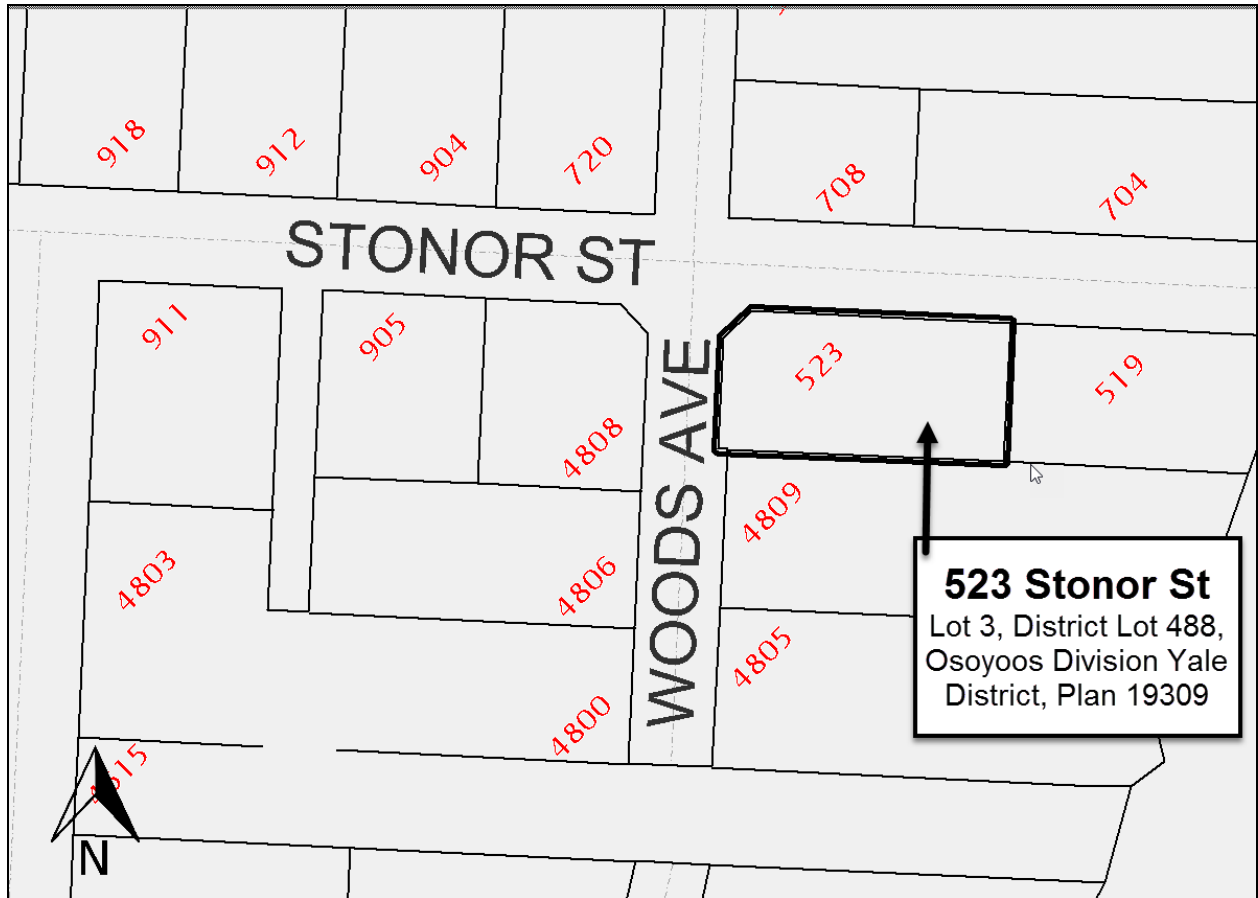 918
912
904
720
708
704
STONOR ST
911
905
523
519
WOODS AVE
4808
4809
4803
4806
4805
4800
523 Stonor St
Lot 3, District Lot 488,
Osoyoos Division Yale
District, Plan 19309
N